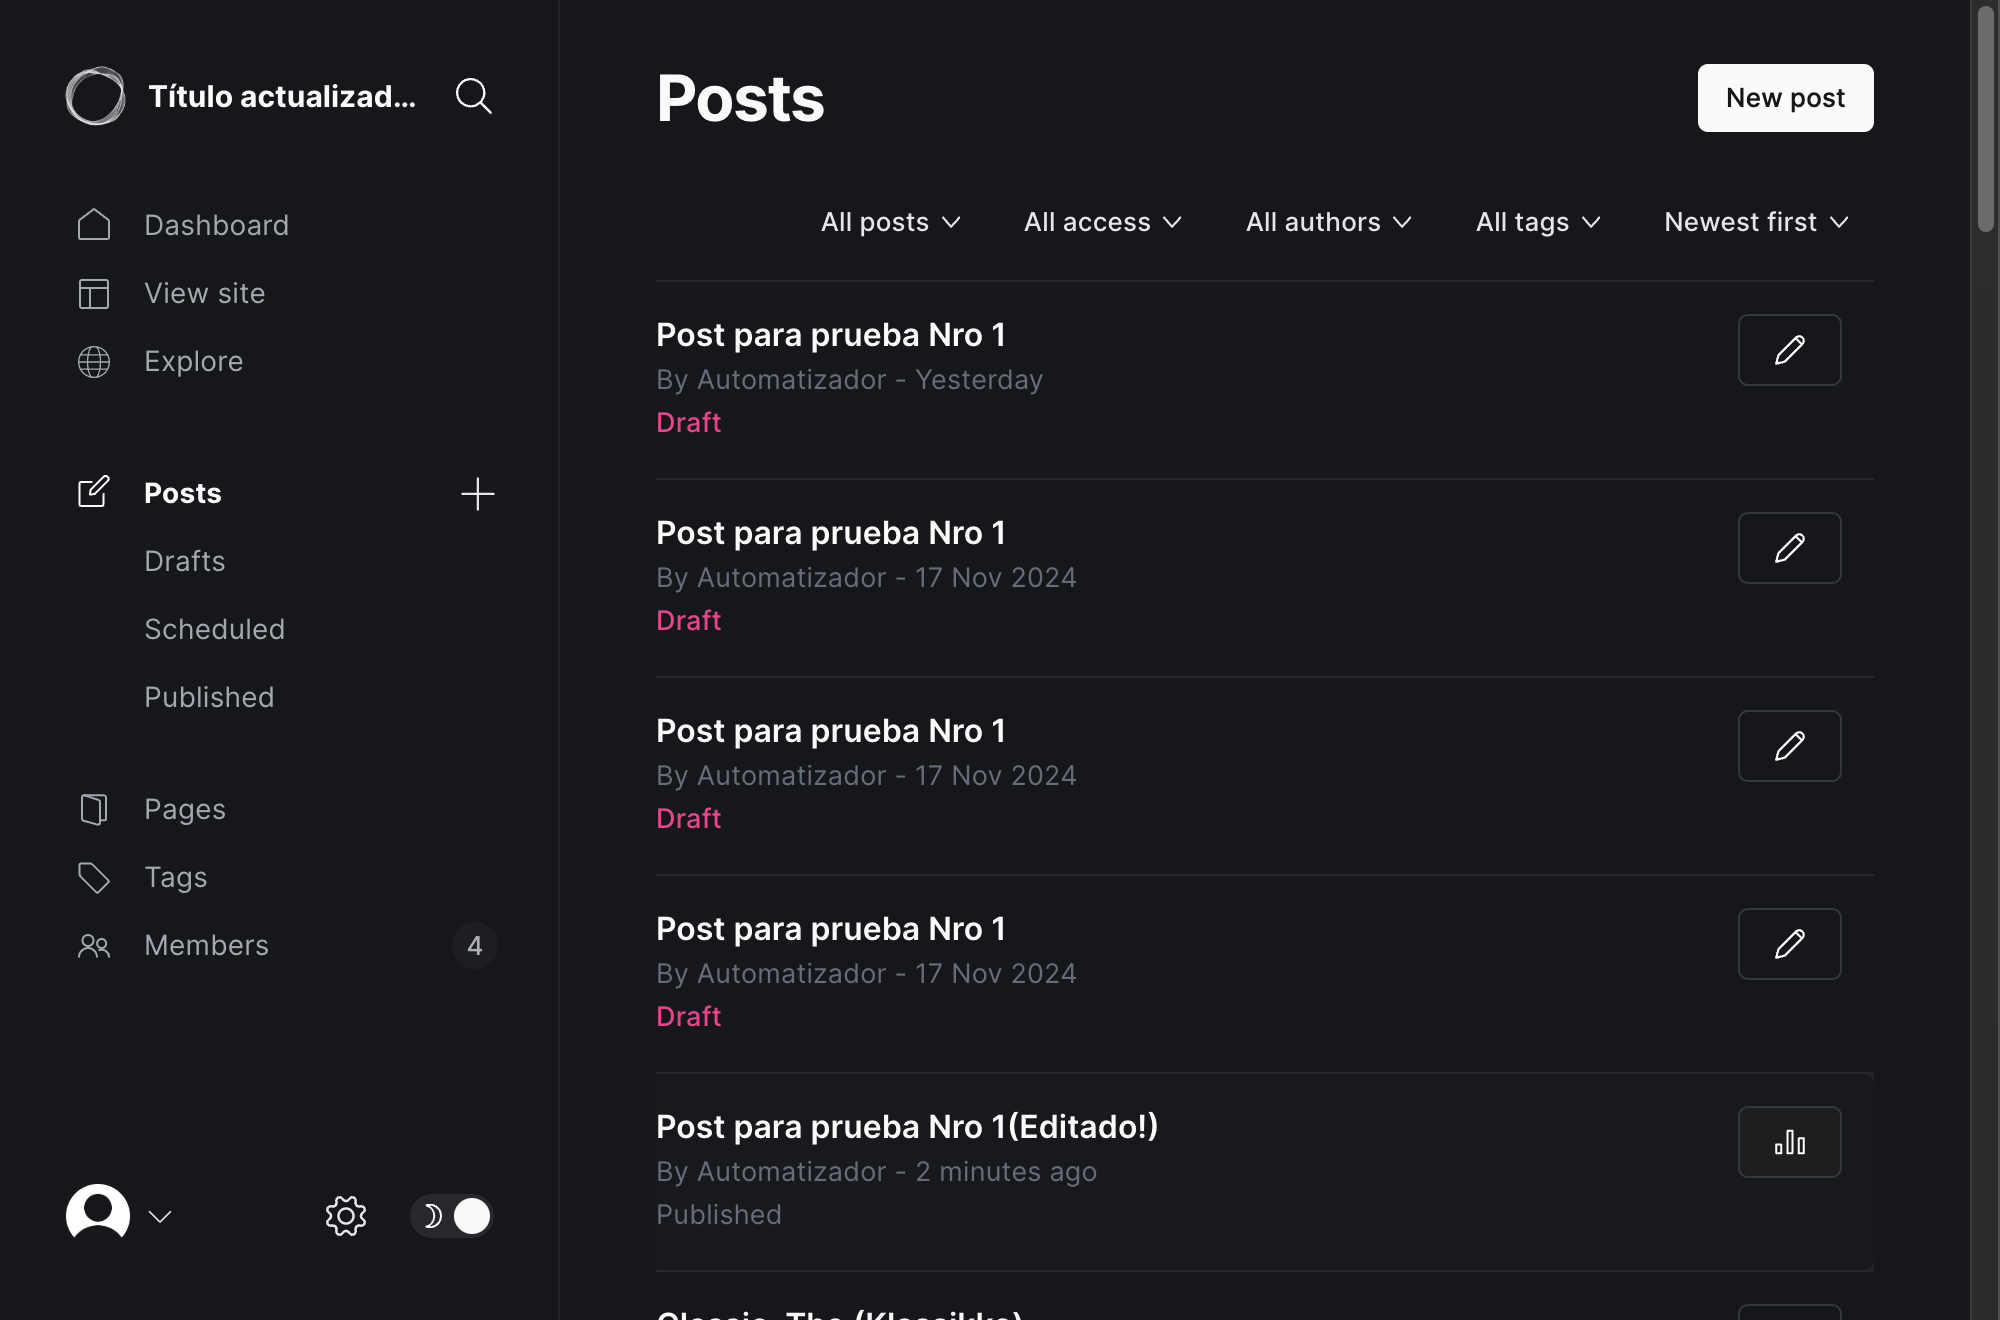 Título actualizad...
Dashboard
View site
Explore
Posts
Drafts
Scheduled
Published
Pages
Tags
Members 4
Posts
New post
All posts All access All authors All tags Newest first
Post para prueba Nro 1
By Automatizador - Yesterday
Draft
Post para prueba Nro 1
By Automatizador - 17 Nov 2024
Draft
Post para prueba Nro 1
By Automatizador - 17 Nov 2024
Draft
Post para prueba Nro 1
By Automatizador - 17 Nov 2024
Draft
Post para prueba Nro 1(Editado!)
By Automatizador - 2 minutes ago
Published